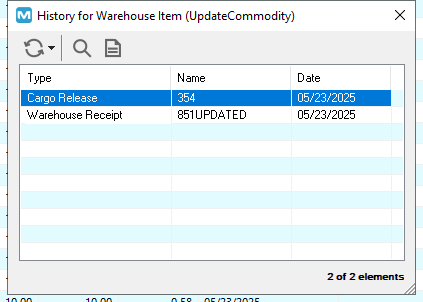 History for Warehouse Item (UpdateCommodity)
Type Name Date
Cargo Release 354 05/23/2025
Warehouse Receipt 851UPDATED 05/23/2025
2 of 2 elements
10.00 10.00 0.58 05/23/2025